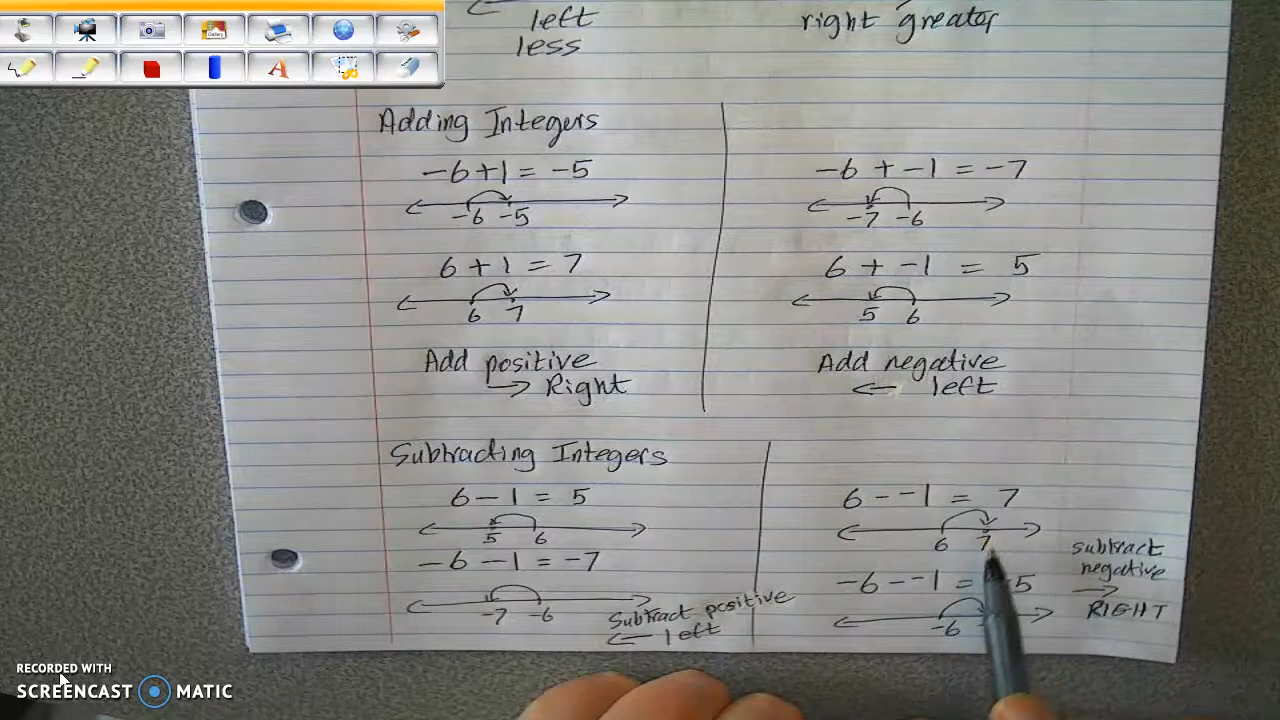 left
less
right greater
Adding Integers
-6 + 1 = -5
-6 -5
6 + 1 = 7
6 7
Add positive
Right
-6 + -1 = -7
-7 -6
6 + -1 = 5
5 6
Add negative
left
Subtracting Integers
6 - 1 = 5
5 6
-6 - 1 = -7
-7 -6
Subtract positive
left
6 - -1 = 7
6 7
-6 - -1 = 5
-6
subtract
negative
RIGHT
Gallery
A
RECORDED WITH
SCREENCAST MATIC